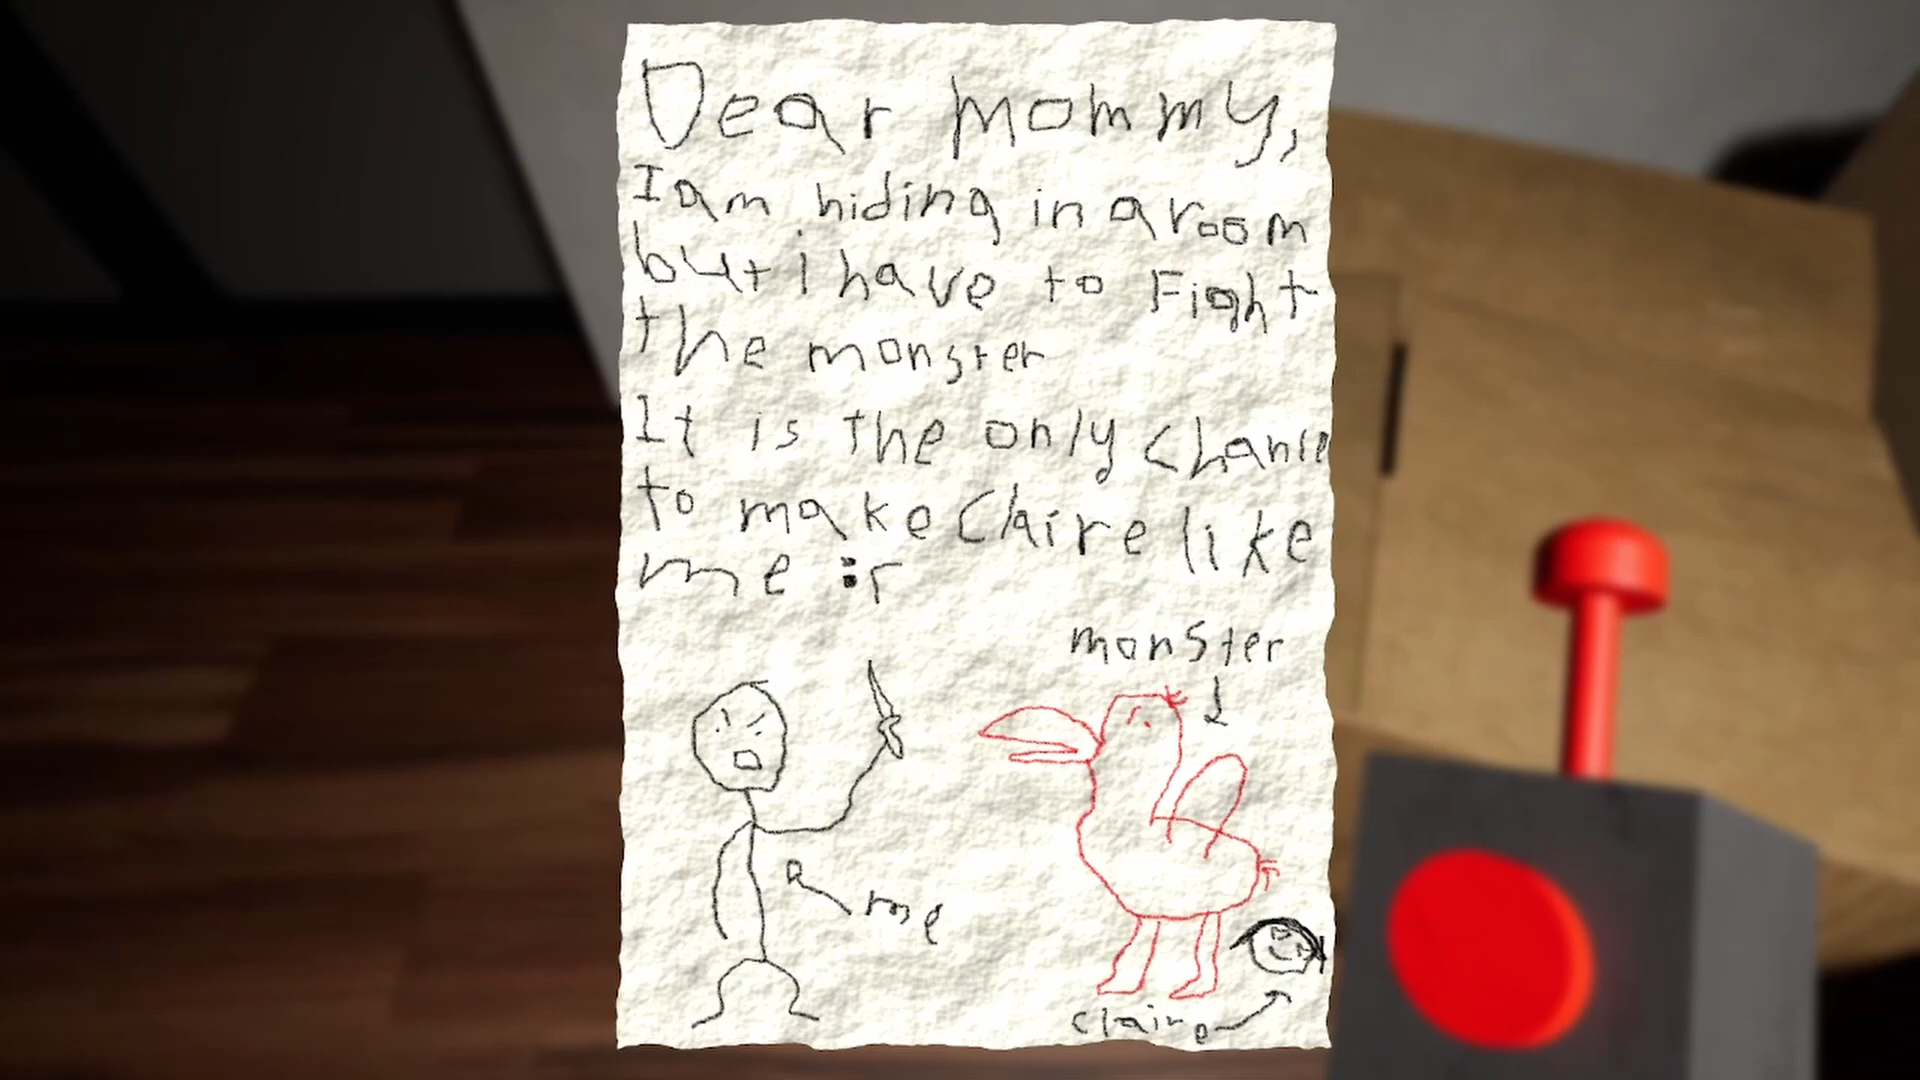 Dear Mommy,
I am hiding in a room
but i have to Fight
the monster
It is the only chance
to make Claire like
me :r
monster
me
claire